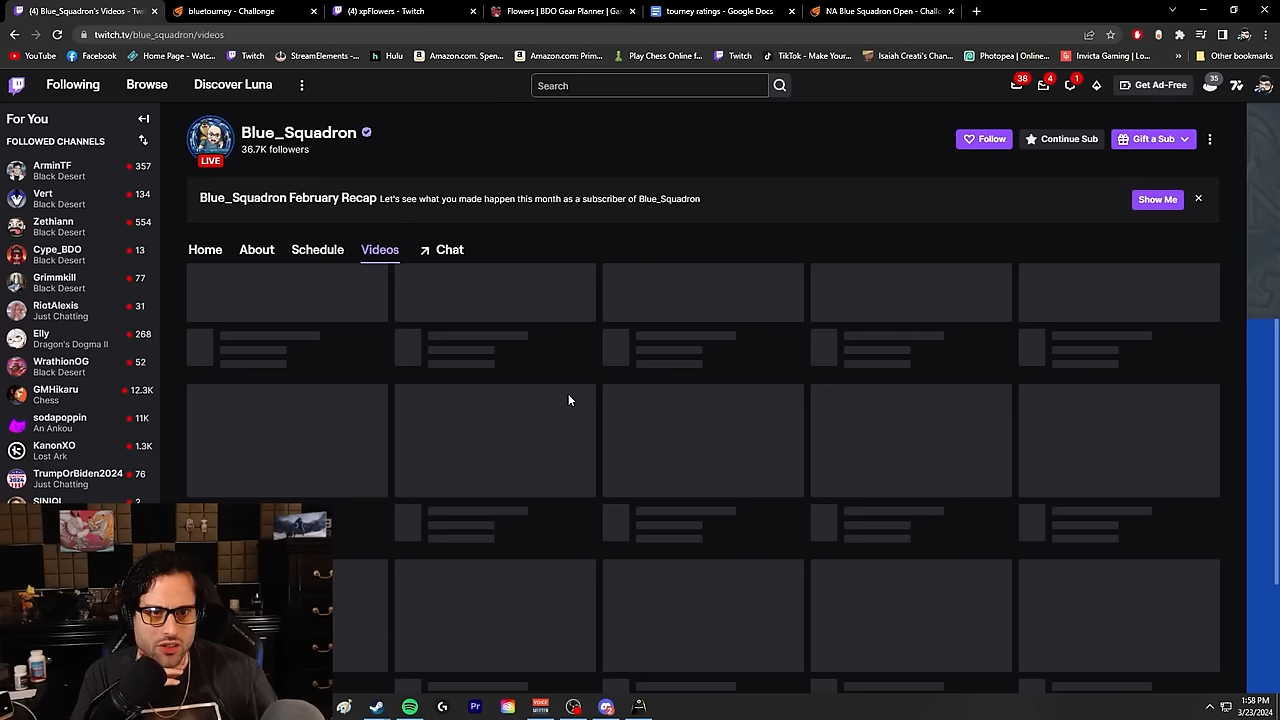 (4) Blue_Squadron's Videos - Twi
bluetourney - Challonge
(4) xpFlowers - Twitch
Flowers | BDO Gear Planner | Gar
tourney ratings - Google Docs
NA Blue Squadron Open - Challo
twitch.tv/blue_squadron/videos
YouTube
Facebook
Home Page - Watc...
Twitch
StreamElements -...
Hulu
Amazon.com. Spen...
Amazon.com: Prim...
Play Chess Online f...
Twitch
TikTok - Make Your...
Isaiah Creati's Chan...
Photopea | Online...
Invicta Gaming | Lo...
Other bookmarks
Following
Browse
Discover Luna
Search
38
4
1
Get Ad-Free
35
For You
FOLLOWED CHANNELS
ArminTF
357
Black Desert
Vert
134
Black Desert
Zethiann
554
Black Desert
Cype_BDO
13
Black Desert
Grimmkill
77
Black Desert
RiotAlexis
31
Just Chatting
Elly
268
Dragon's Dogma II
WrathionOG
52
Black Desert
GMHikaru
12.3K
Chess
sodapoppin
11K
An Ankou
KanonXO
1.3K
Lost Ark
TrumpOrBiden2024
76
Just Chatting
Blue_Squadron
36.7K followers
LIVE
Follow
Continue Sub
Gift a Sub
Blue_Squadron February Recap Let's see what you made happen this month as a subscriber of Blue_Squadron
Show Me
Home
About
Schedule
Videos
Chat
1:58 PM
3/23/2024